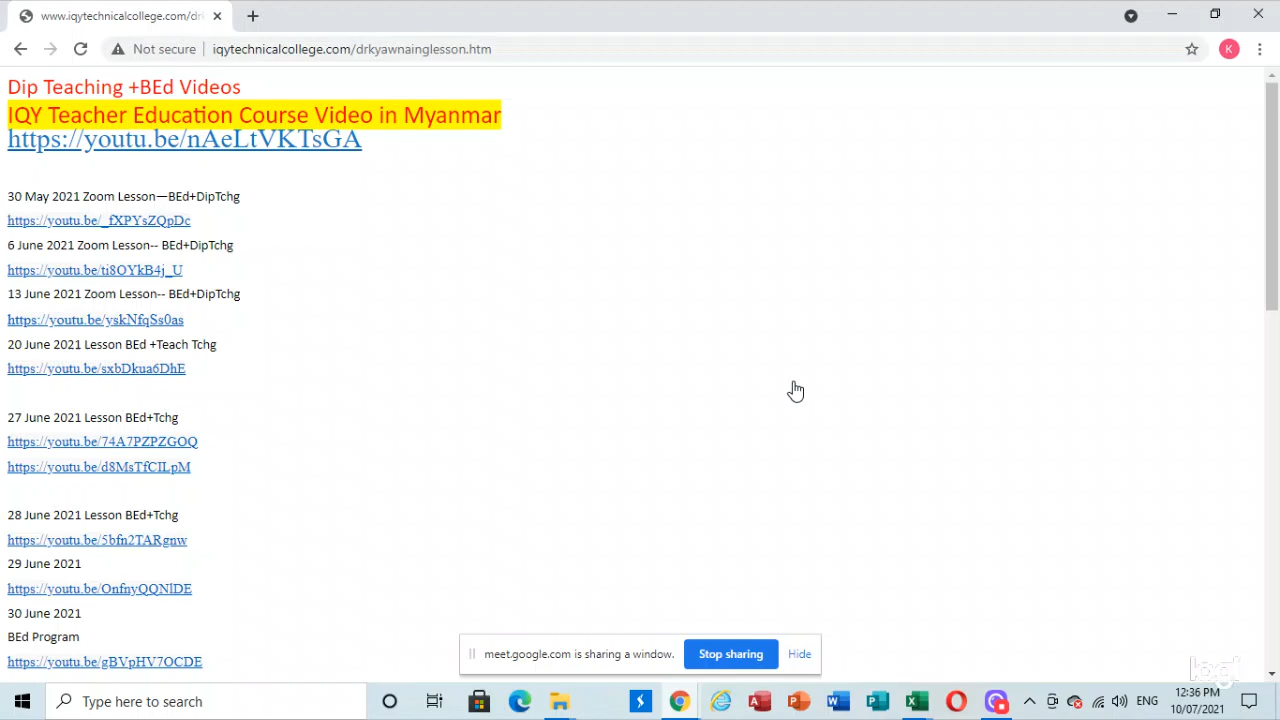 www.iqytechnicalcollege.com/drk
Not secure
iqytechnicalcollege.com/drkyawnainglesson.htm
K
Dip Teaching +BEd Videos
IQY Teacher Education Course Video in Myanmar
https://youtu.be/nAeLtVKTsGA
30 May 2021 Zoom Lesson—BEd+DipTchg
https://youtu.be/_fXPYsZQpDc
6 June 2021 Zoom Lesson-- BEd+DipTchg
https://youtu.be/ti8OYkB4j_U
13 June 2021 Zoom Lesson-- BEd+DipTchg
https://youtu.be/yskNfqSs0as
20 June 2021 Lesson BEd +Teach Tchg
https://youtu.be/sxbDkua6DhE
27 June 2021 Lesson BEd+Tchg
https://youtu.be/74A7PZPZGOQ
https://youtu.be/d8MsTfCILpM
28 June 2021 Lesson BEd+Tchg
https://youtu.be/5bfn2TARgnw
29 June 2021
https://youtu.be/OnfnyQQNlDE
30 June 2021
BEd Program
https://youtu.be/gBVpHV7OCDE
meet.google.com is sharing a window.
Stop sharing
Hide
Type here to search
ENG
12:36 PM
10/07/2021